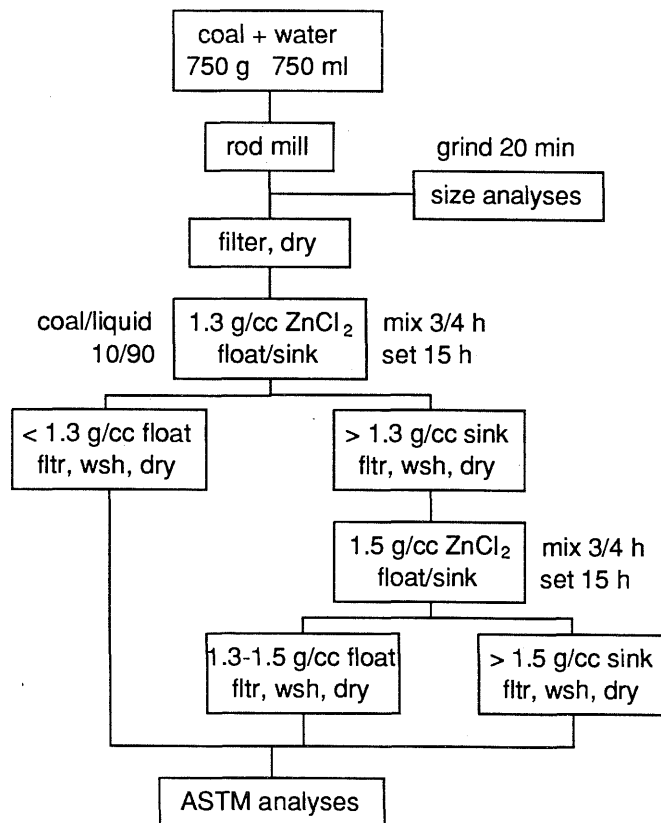 coal + water
750 g 750 ml
rod mill
grind 20 min
size analyses
filter, dry
coal/liquid
10/90
1.3 g/cc ZnCl₂
float/sink
mix 3/4 h
set 15 h
< 1.3 g/cc float
fltr, wsh, dry
> 1.3 g/cc sink
fltr, wsh, dry
1.5 g/cc ZnCl₂
float/sink
mix 3/4 h
set 15 h
1.3-1.5 g/cc float
fltr, wsh, dry
> 1.5 g/cc sink
fltr, wsh, dry
ASTM analyses